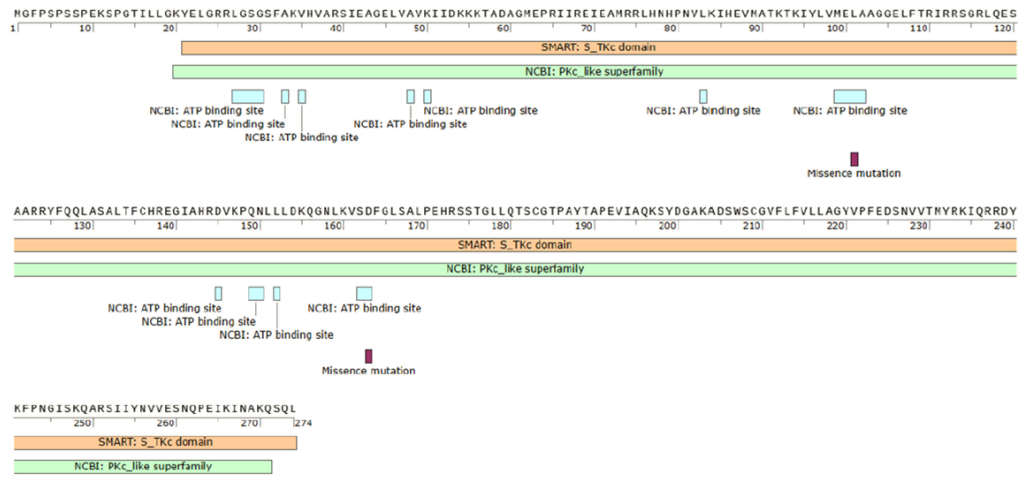 MGFPSPSSPEKSPGTILLGKYELGRRLGSGSFAKVHVARSIEAGELVAVKIIDKKKTADAGMEPRIIREIEAMRRLHNHPNVLKIHEVMATKTKIYLVMELAAGGELFTRIRRSGRLQES
1 10 20 30 40 50 60 70 80 90 100 110 120
SMART: S_TKc domain
NCBI: PKc_like superfamily
NCBI: ATP binding site NCBI: ATP binding site NCBI: ATP binding site NCBI: ATP binding site
NCBI: ATP binding site NCBI: ATP binding site
NCBI: ATP binding site
Missence mutation
AARRYFQQLASALTFCHREGIAHRDVKPQNLLLDKQGNLKVSDFGLSALPEHRSSTGLLQTSCGTPAYTAPEVIAQKSYDGAKADSWSCGVFLFVLLAGYVPFEDSNVVTMYRKIQRRDY
130 140 150 160 170 180 190 200 210 220 230 240
SMART: S_TKc domain
NCBI: PKc_like superfamily
NCBI: ATP binding site NCBI: ATP binding site
NCBI: ATP binding site
NCBI: ATP binding site
Missence mutation
KFPNGISKQARSIIYNVVESNQPEIKINAKQSQL
250 260 270 274
SMART: S_TKc domain
NCBI: PKc_like superfamily